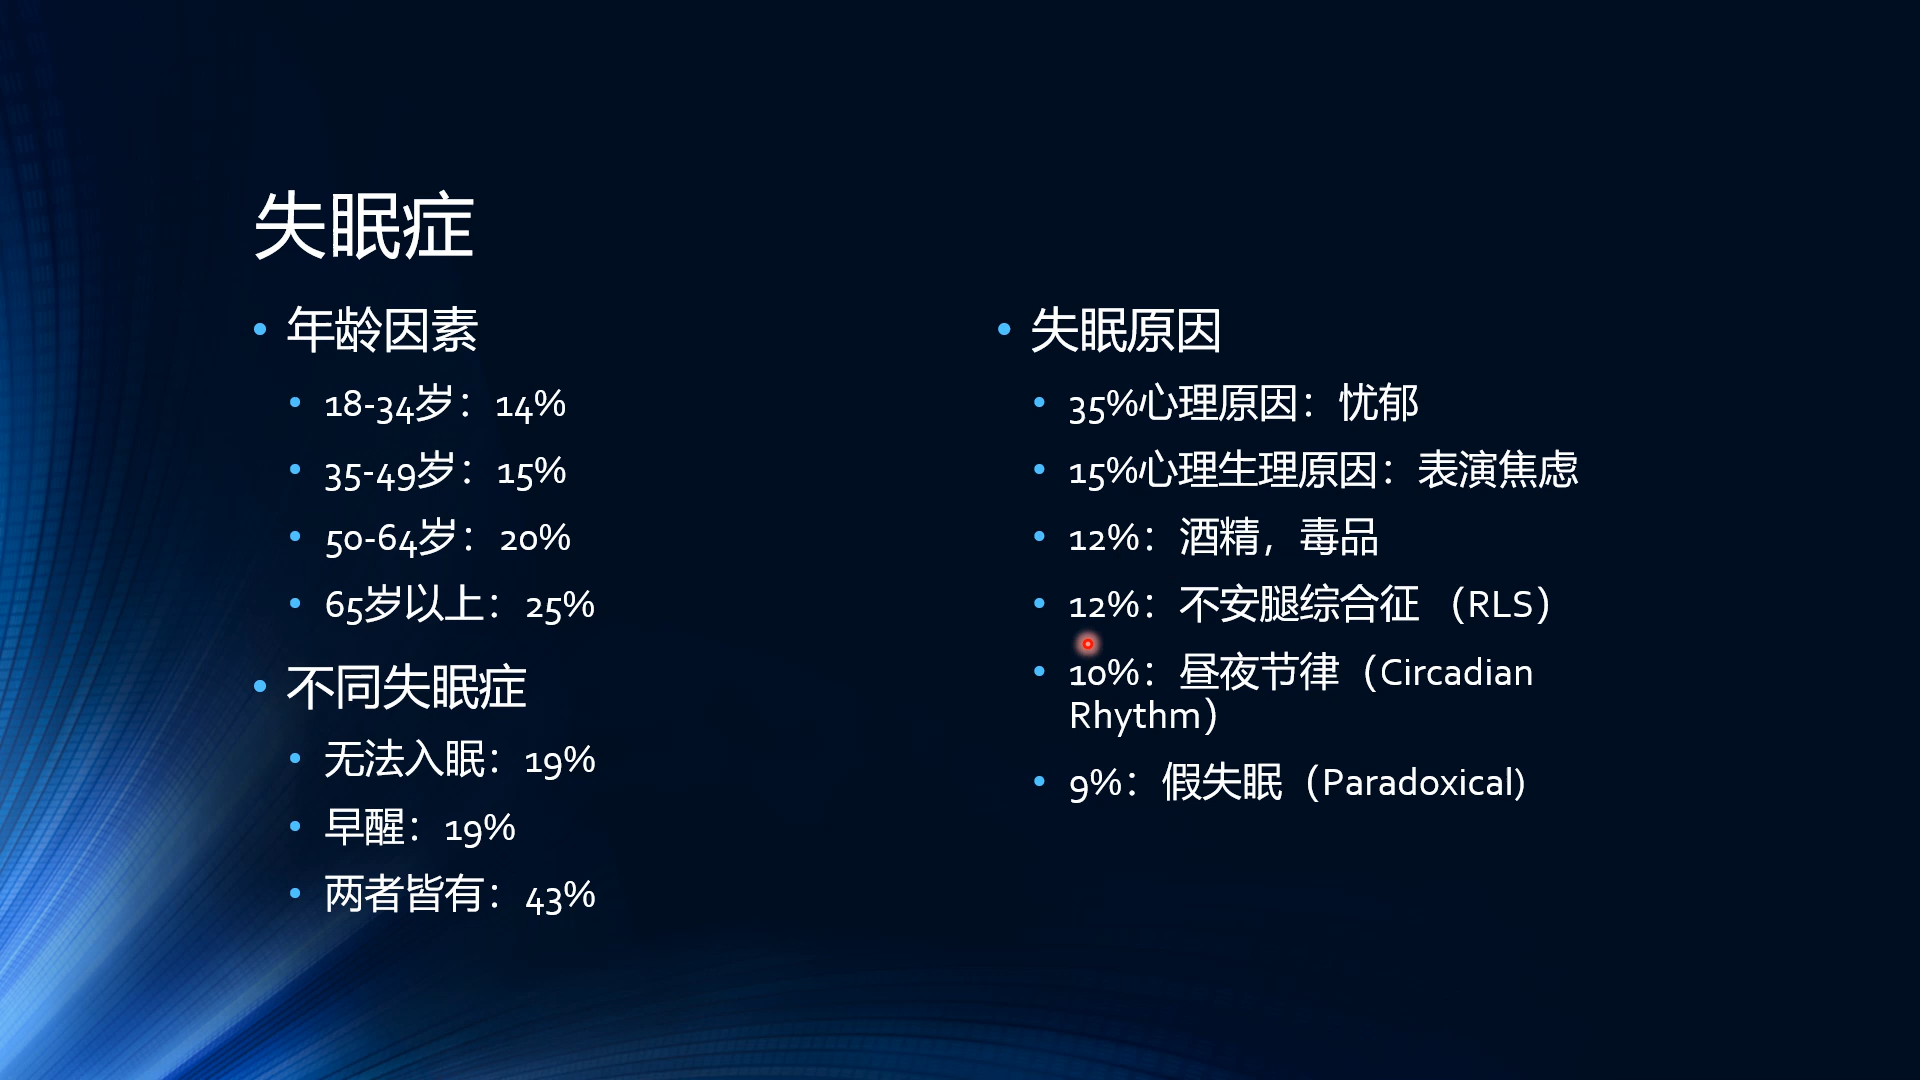 失眠症
• 年龄因素
• 18-34岁：14%
• 35-49岁：15%
• 50-64岁：20%
• 65岁以上：25%
• 不同失眠症
• 无法入眠：19%
• 早醒：19%
• 两者皆有：43%
• 失眠原因
• 35%心理原因：忧郁
• 15%心理生理原因：表演焦虑
• 12%：酒精，毒品
• 12%：不安腿综合征 （RLS）
• 10%：昼夜节律（Circadian
Rhythm）
• 9%：假失眠（Paradoxical)